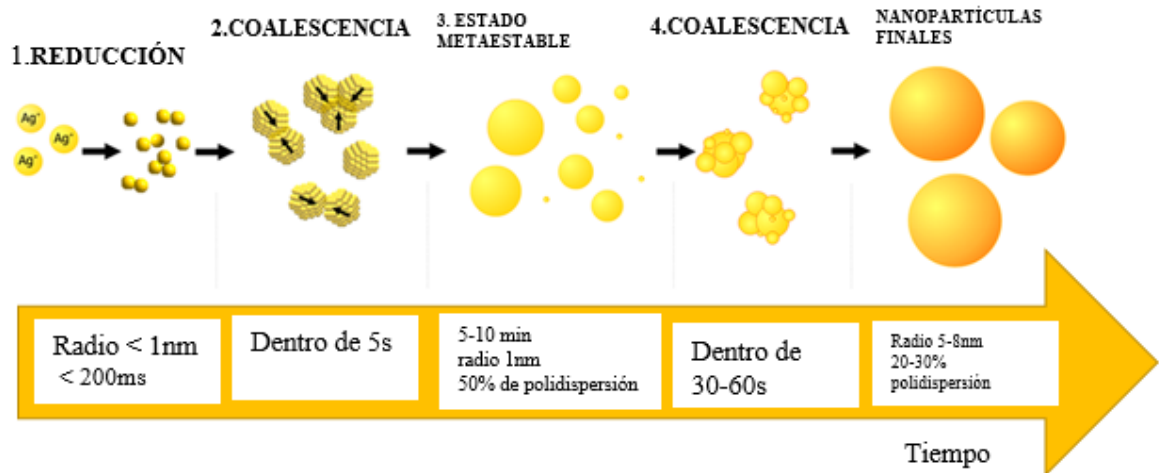 1.REDUCCIÓN
Ag⁺
Ag⁺
Ag⁺
2.COALESCENCIA
3. ESTADO
METAESTABLE
4.COALESCENCIA
NANOPARTÍCULAS
FINALES
Radio < 1nm
< 200ms
Dentro de 5s
5-10 min
radio 1nm
50% de polidispersión
Dentro de
30-60s
Radio 5-8nm
20-30%
polidispersión
Tiempo